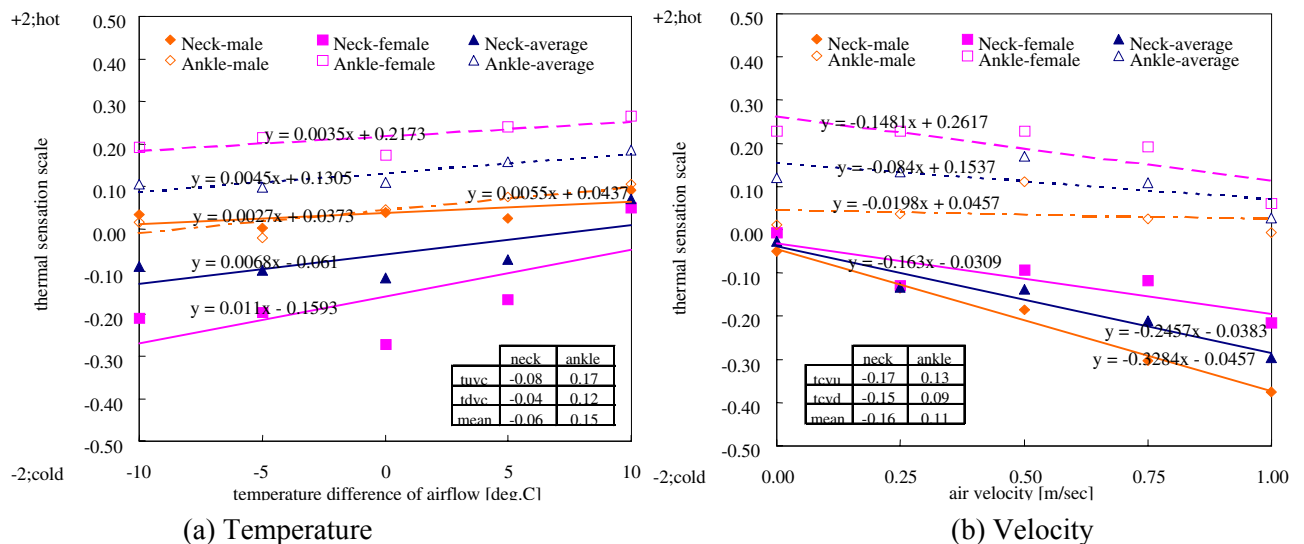 +2;hot
0.50
0.40
0.30
0.20
0.10
0.00
-0.10
-0.20
-0.30
-0.40
-0.50
-2;cold
thermal sensation scale
Neck-male Neck-female Neck-average
Ankle-male Ankle-female Ankle-average
y = 0.0035x + 0.2173
y = 0.0045x + 0.1305
y = 0.0055x + 0.0437
y = 0.0027x + 0.0373
y = 0.0068x - 0.061
y = 0.011x - 0.1593
neck ankle
tuvc -0.08 0.17
tdvc -0.04 0.12
mean -0.06 0.15
-10 -5 0 5 10
temperature difference of airflow [deg.C]
(a) Temperature
+2;hot
0.50
0.40
0.30
0.20
0.10
0.00
-0.10
-0.20
-0.30
-0.40
-0.50
-2;cold
thermal sensation scale
Neck-male Neck-female Neck-average
Ankle-male Ankle-female Ankle-average
y = -0.1481x + 0.2617
y = -0.084x + 0.1537
y = -0.0198x + 0.0457
y = -0.163x - 0.0309
y = -0.2457x - 0.0383
y = -0.3284x - 0.0457
neck ankle
tcvu -0.17 0.13
tcvd -0.15 0.09
mean -0.16 0.11
0.00 0.25 0.50 0.75 1.00
air velocity [m/sec]
(b) Velocity